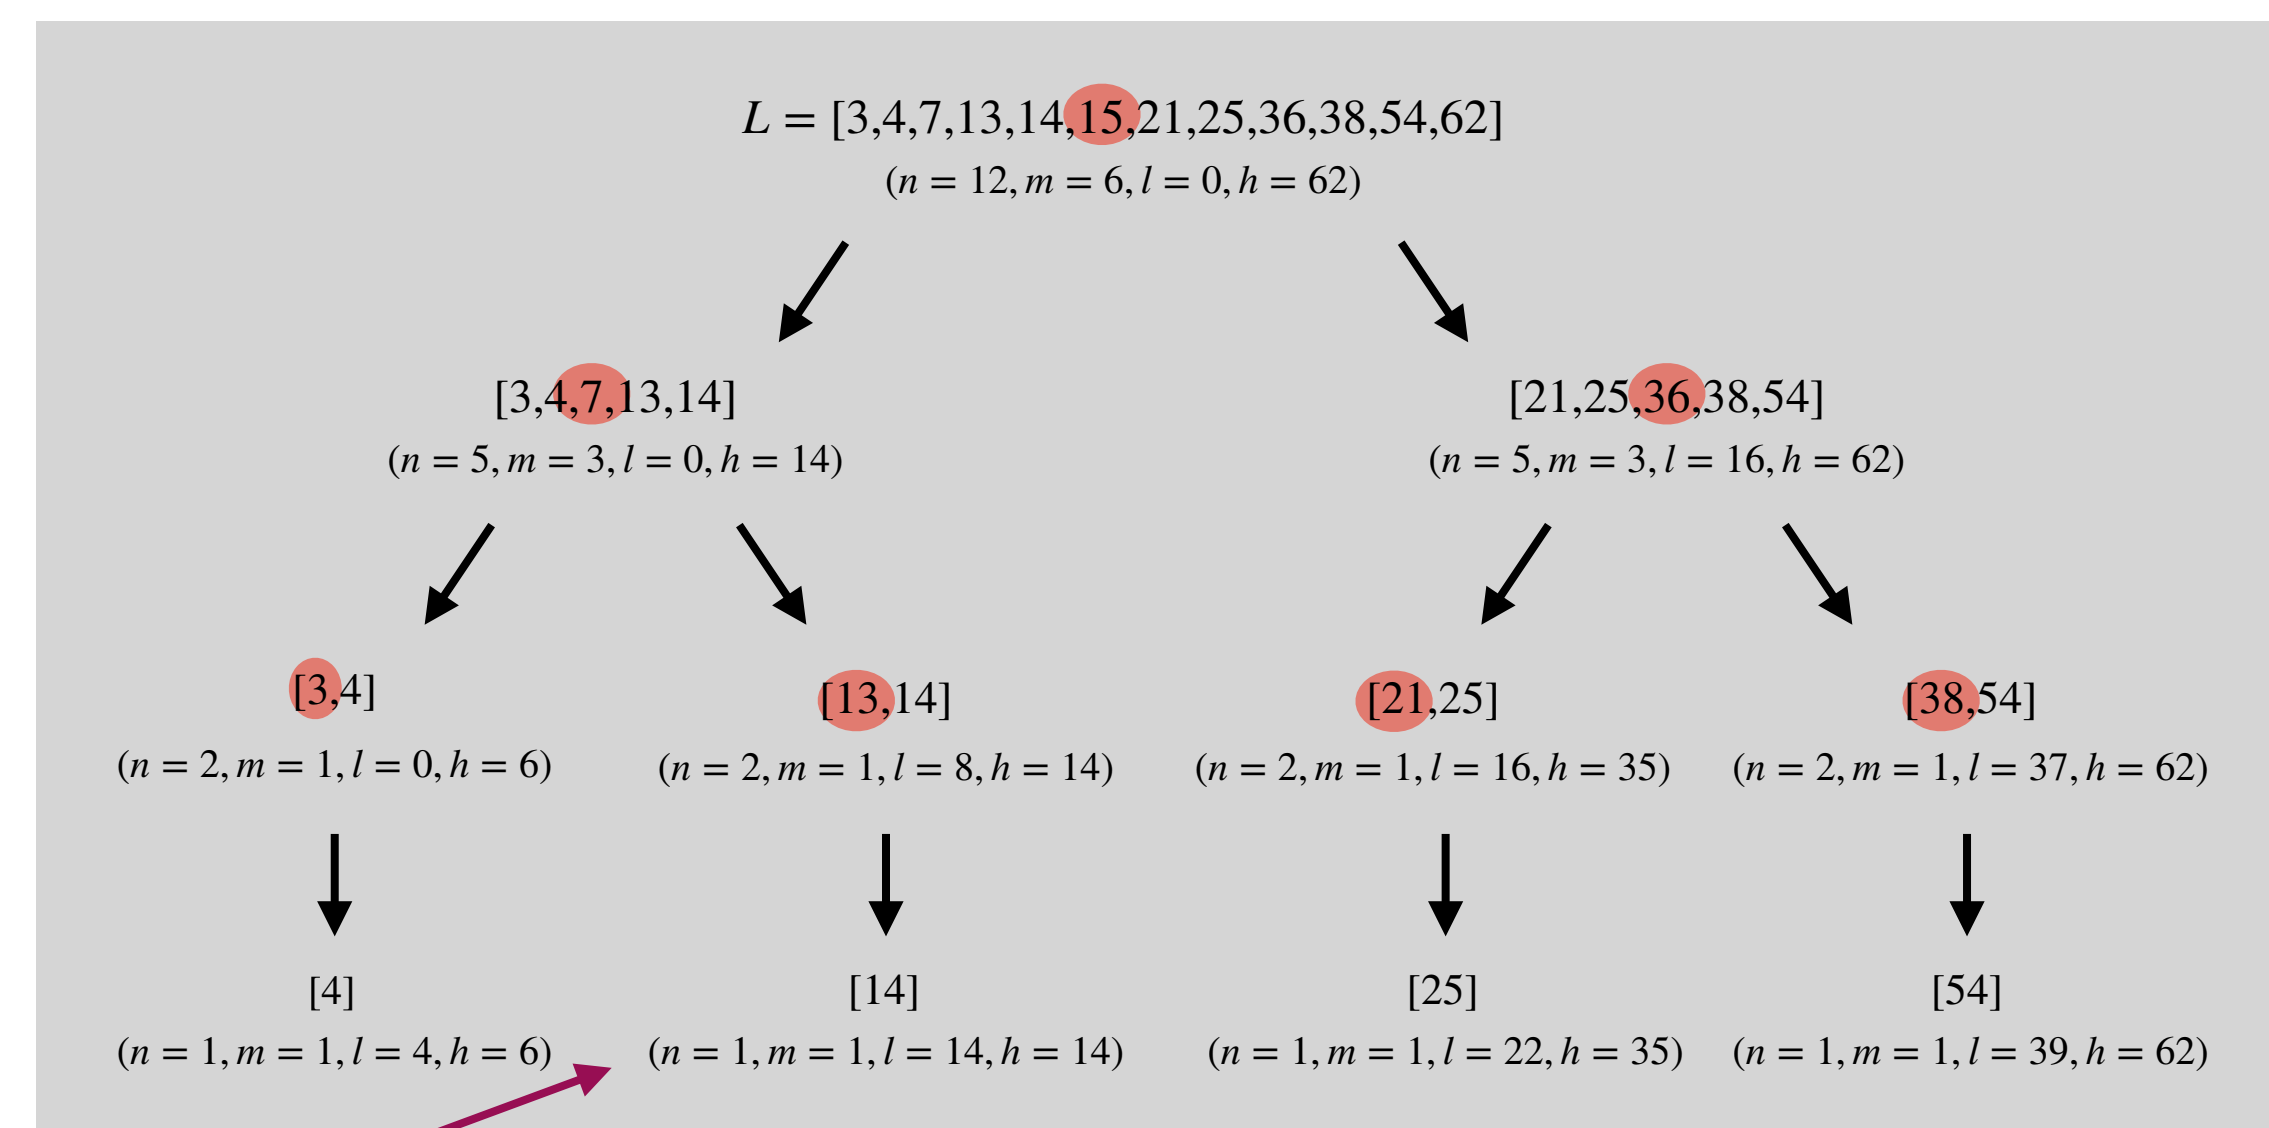 L = [3,4,7,13,14,15,21,25,36,38,54,62]
(n = 12, m = 6, l = 0, h = 62)
[3,4,7,13,14]
[21,25,36,38,54]
(n = 5, m = 3, l = 0, h = 14)
(n = 5, m = 3, l = 16, h = 62)
[3,4]
[13,14]
[21,25]
[38,54]
(n = 2, m = 1, l = 0, h = 6)
(n = 2, m = 1, l = 8, h = 14)
(n = 2, m = 1, l = 16, h = 35)
(n = 2, m = 1, l = 37, h = 62)
[4]
[14]
[25]
[54]
(n = 1, m = 1, l = 4, h = 6)
(n = 1, m = 1, l = 14, h = 14)
(n = 1, m = 1, l = 22, h = 35)
(n = 1, m = 1, l = 39, h = 62)